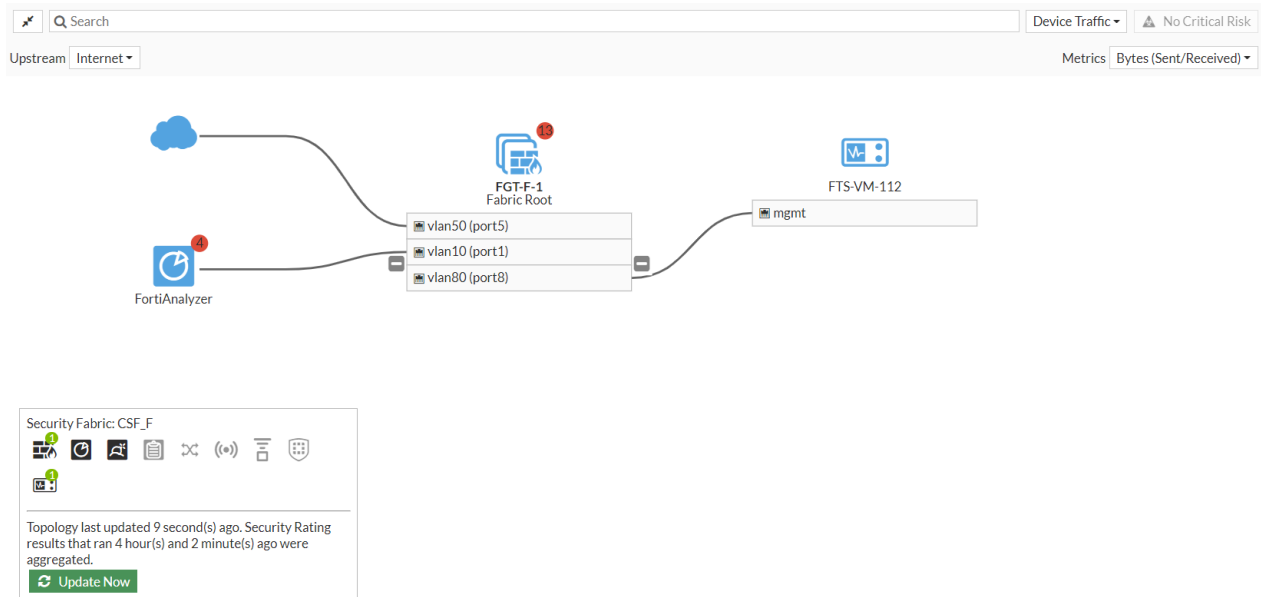 Search
Device Traffic
No Critical Risk
Upstream
Internet
Metrics
Bytes (Sent/Received)
13
FGT-F-1
Fabric Root
vlan50 (port5)
vlan10 (port1)
vlan80 (port8)
FTS-VM-112
mgmt
4
FortiAnalyzer
Security Fabric: CSF_F
1
1
Topology last updated 9 second(s) ago. Security Rating
results that ran 4 hour(s) and 2 minute(s) ago were
aggregated.
Update Now